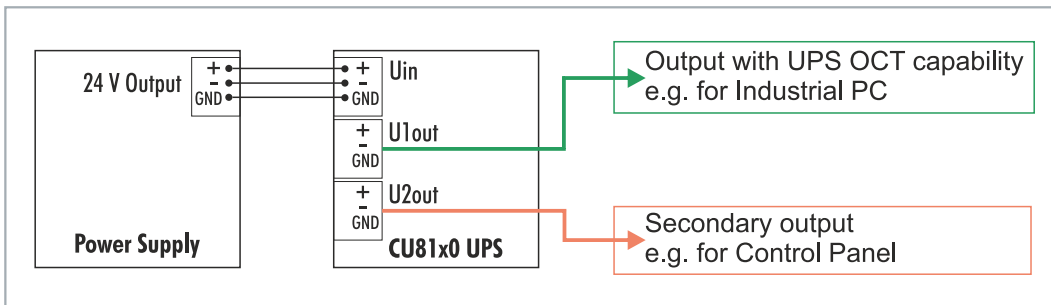 24 V Output
+
-
GND
Power Supply
+
-
GND
Uin
+
-
GND
U1out
+
-
GND
U2out
CU81x0 UPS
Output with UPS OCT capability
e.g. for Industrial PC
Secondary output
e.g. for Control Panel